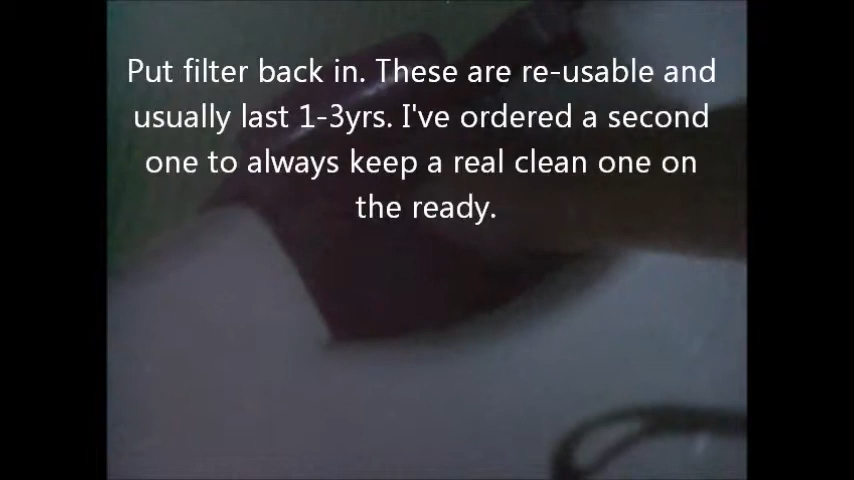 Put filter back in. These are re-usable and
usually last 1-3yrs. I've ordered a second
one to always keep a real clean one on
the ready.